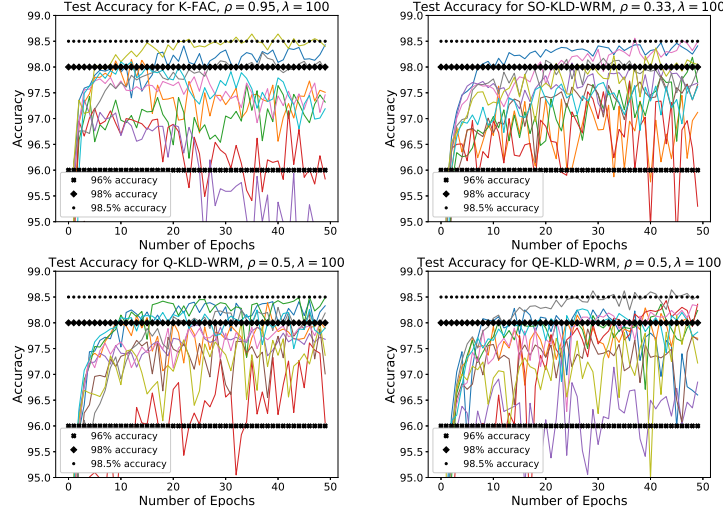 Test Accuracy for K-FAC, ρ = 0.95, λ = 100
99.0
98.5
98.0
97.5
97.0
96.5
96.0
95.5
95.0
Accuracy
96% accuracy
98% accuracy
98.5% accuracy
0 10 20 30 40 50
Number of Epochs
Test Accuracy for SO-KLD-WRM, ρ = 0.33, λ = 100
99.0
98.5
98.0
97.5
97.0
96.5
96.0
95.5
95.0
Accuracy
96% accuracy
98% accuracy
98.5% accuracy
0 10 20 30 40 50
Number of Epochs
Test Accuracy for Q-KLD-WRM, ρ = 0.5, λ = 100
99.0
98.5
98.0
97.5
97.0
96.5
96.0
95.5
95.0
Accuracy
96% accuracy
98% accuracy
98.5% accuracy
0 10 20 30 40 50
Number of Epochs
Test Accuracy for QE-KLD-WRM, ρ = 0.5, λ = 100
99.0
98.5
98.0
97.5
97.0
96.5
96.0
95.5
95.0
Accuracy
96% accuracy
98% accuracy
98.5% accuracy
0 10 20 30 40 50
Number of Epochs